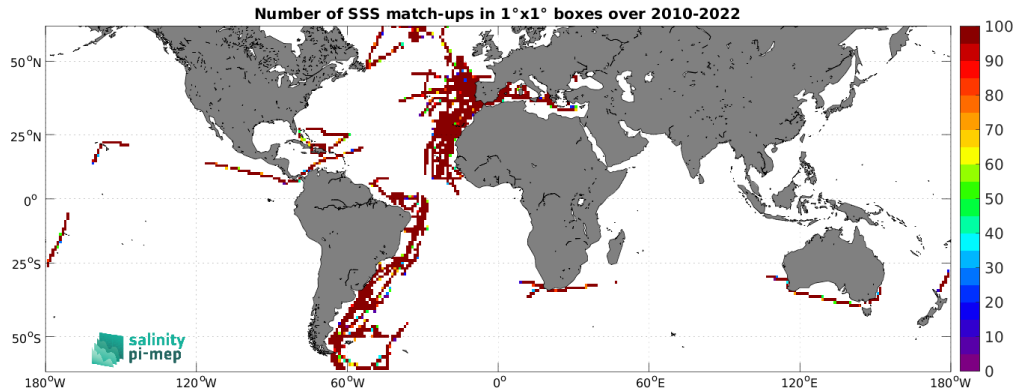 Number of SSS match-ups in 1°x1° boxes over 2010-2022
100
90
80
70
60
50
40
30
20
10
0
50°N
25°N
0°
25°S
50°S
salinity
pi-mep
180°W
120°W
60°W
0°
60°E
120°E
180°W